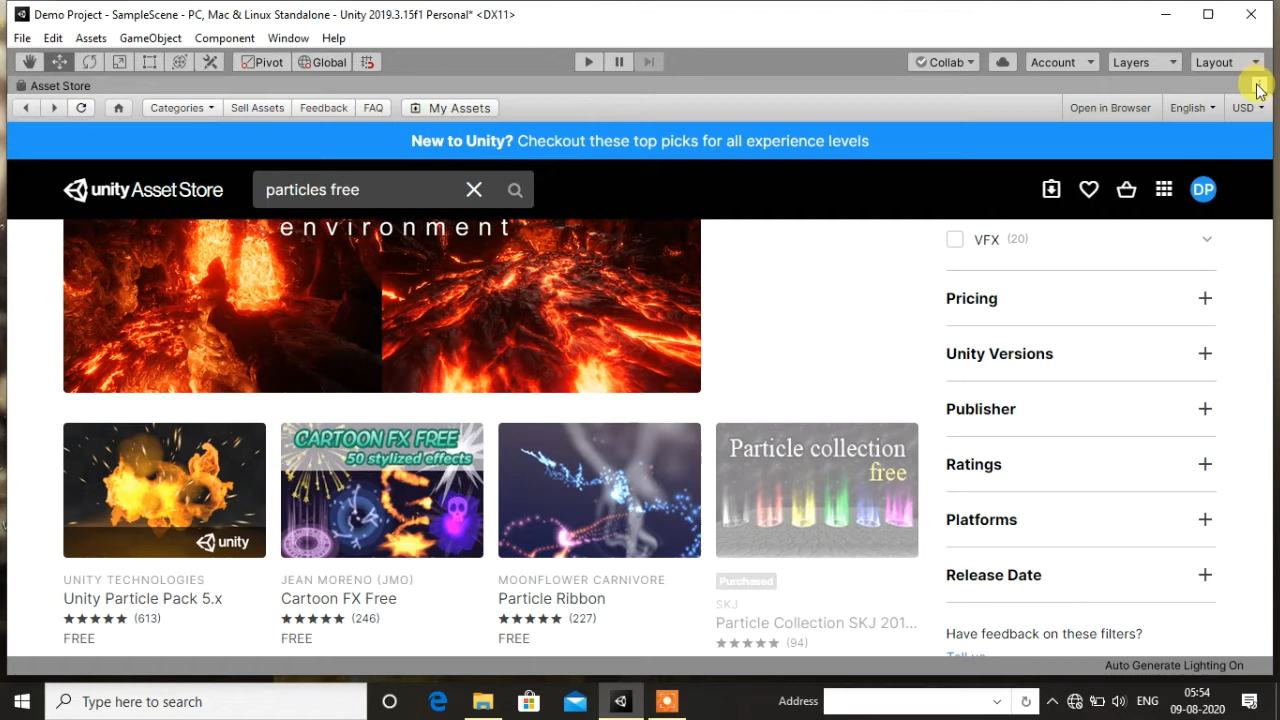 Demo Project - SampleScene - PC, Mac & Linux Standalone - Unity 2019.3.15f1 Personal* <DX11>
File Edit Assets GameObject Component Window Help
Pivot Global Collab Account Layers Layout
Asset Store
Categories Sell Assets Feedback FAQ My Assets Open in Browser English USD
New to Unity? Checkout these top picks for all experience levels
unity Asset Store particles free DP
environment
VFX (20)
Pricing
Unity Versions
Publisher
Ratings
Platforms
Release Date
Have feedback on these filters?
unity
CARTOON FX FREE
50 stylized effects
Particle collection
free
UNITY TECHNOLOGIES
Unity Particle Pack 5.x
(613)
FREE
JEAN MORENO (JMO)
Cartoon FX Free
(246)
FREE
MOONFLOWER CARNIVORE
Particle Ribbon
(227)
FREE
Purchased
SKJ
Particle Collection SKJ 201...
(94)
Auto Generate Lighting On
Type here to search
Address
ENG
05:54
09-08-2020